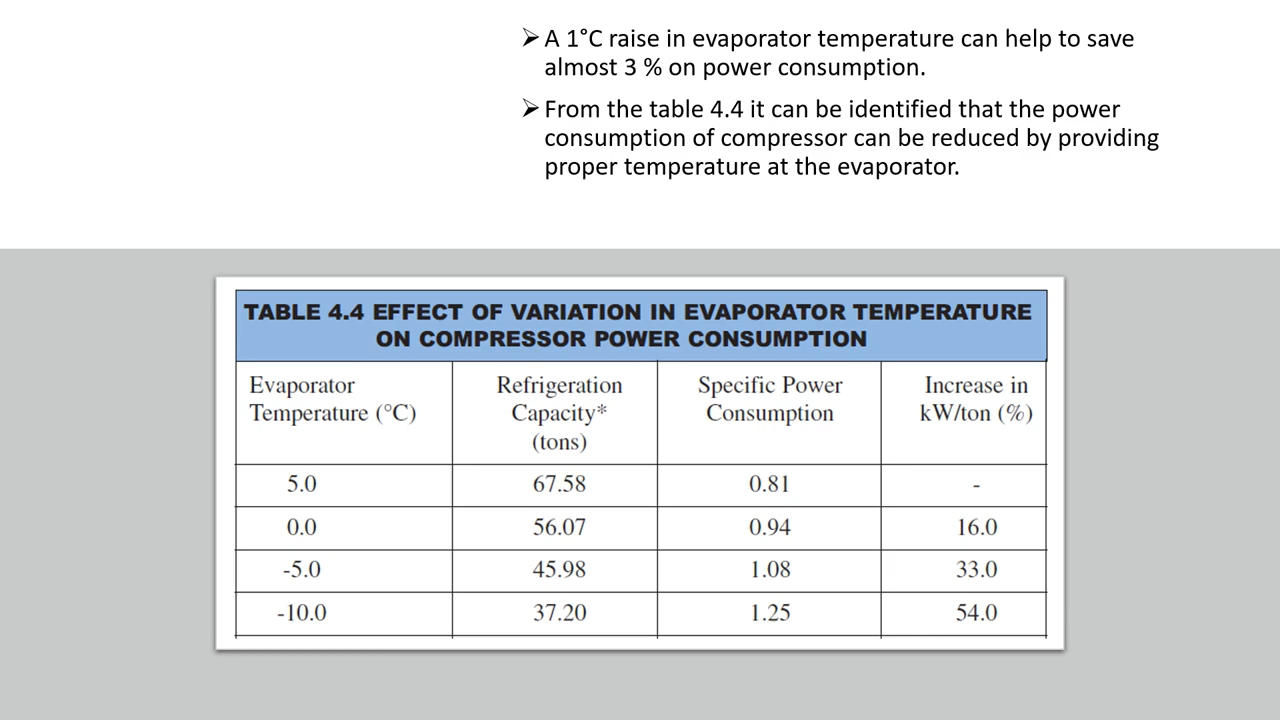 ➢ A 1°C raise in evaporator temperature can help to save
almost 3 % on power consumption.
➢ From the table 4.4 it can be identified that the power
consumption of compressor can be reduced by providing
proper temperature at the evaporator.
TABLE 4.4 EFFECT OF VARIATION IN EVAPORATOR TEMPERATURE
ON COMPRESSOR POWER CONSUMPTION
Evaporator Refrigeration Specific Power Increase in
Temperature (°C) Capacity* Consumption kW/ton (%)
(tons)
5.0 67.58 0.81 -
0.0 56.07 0.94 16.0
-5.0 45.98 1.08 33.0
-10.0 37.20 1.25 54.0